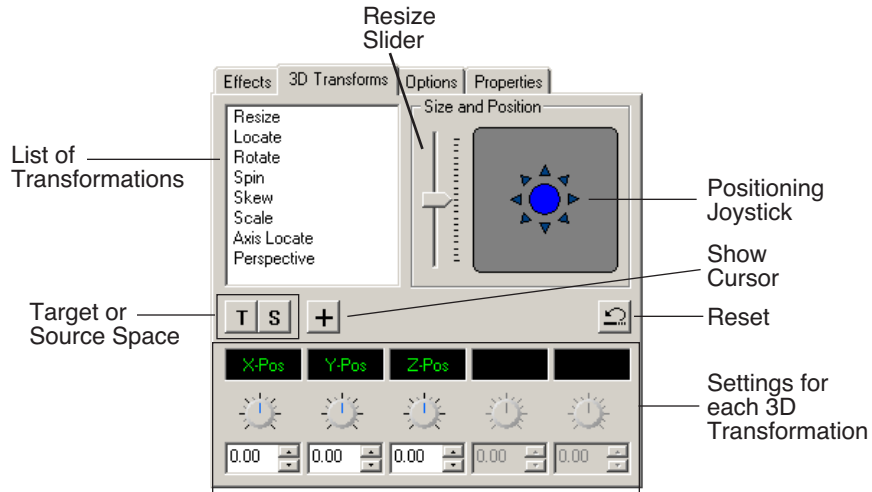 Resize
Slider
Effects 3D Transforms Options Properties
Resize
Locate
Rotate
Spin
Skew
Scale
Axis Locate
Perspective
Size and Position
List of
Transformations
Positioning
Joystick
Show
Cursor
Target or
Source Space
T S +
Reset
X-Pos Y-Pos Z-Pos
Settings for
each 3D
Transformation
0.00 0.00 0.00 0.00 0.00